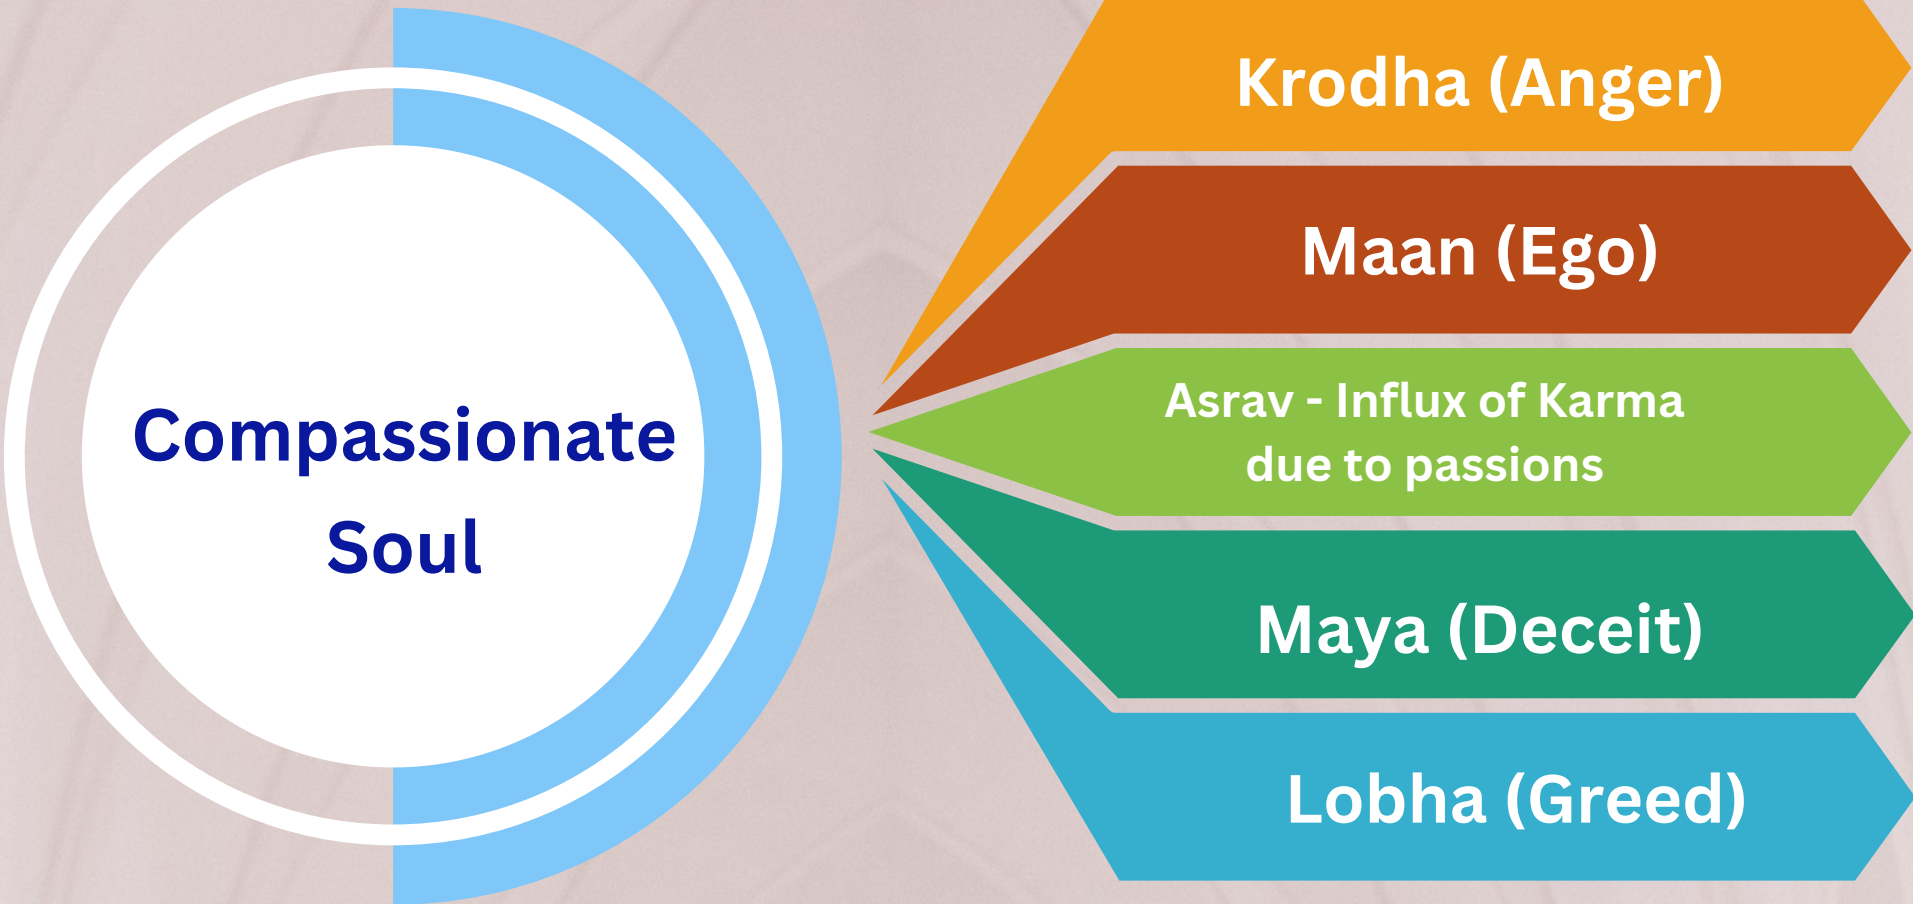 Compassionate
Soul
Krodha (Anger)
Maan (Ego)
Asrav - Influx of Karma
due to passions
Maya (Deceit)
Lobha (Greed)